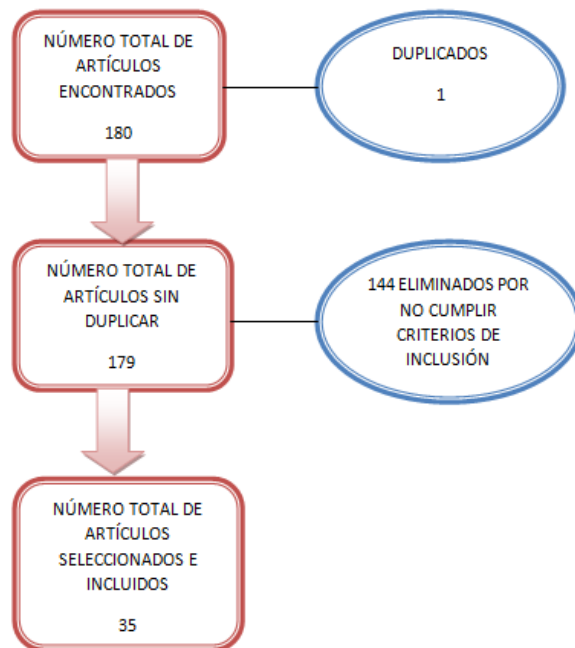 NÚMERO TOTAL DE
ARTÍCULOS
ENCONTRADOS
180
DUPLICADOS
1
NÚMERO TOTAL DE
ARTÍCULOS SIN
DUPLICAR
179
144 ELIMINADOS POR
NO CUMPLIR
CRITERIOS DE
INCLUSIÓN
NÚMERO TOTAL DE
ARTÍCULOS
SELECCIONADOS E
INCLUIDOS
35